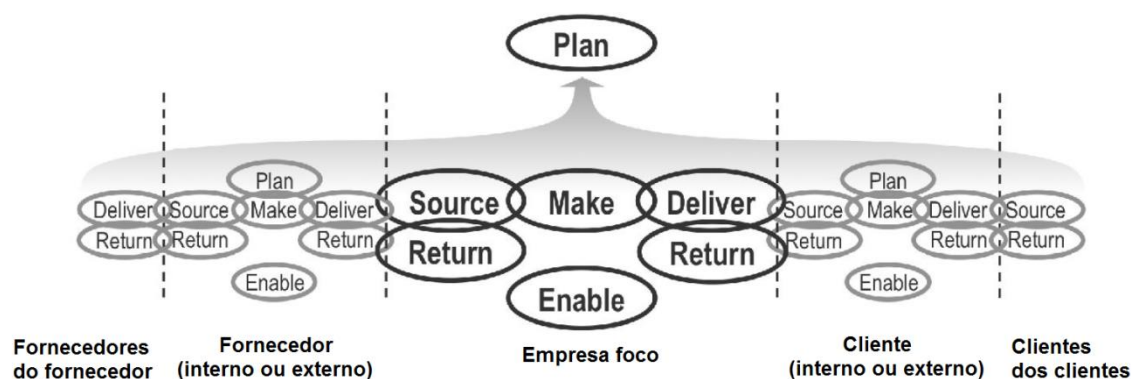 Plan
Plan
Plan
Deliver Source Make Deliver Source Make Deliver Source Make Deliver Source
Return Return Return Return Return Return Return Return
Enable Enable Enable
Fornecedores
do fornecedor
Fornecedor
(interno ou externo)
Empresa foco
Cliente
(interno ou externo)
Clientes
dos clientes